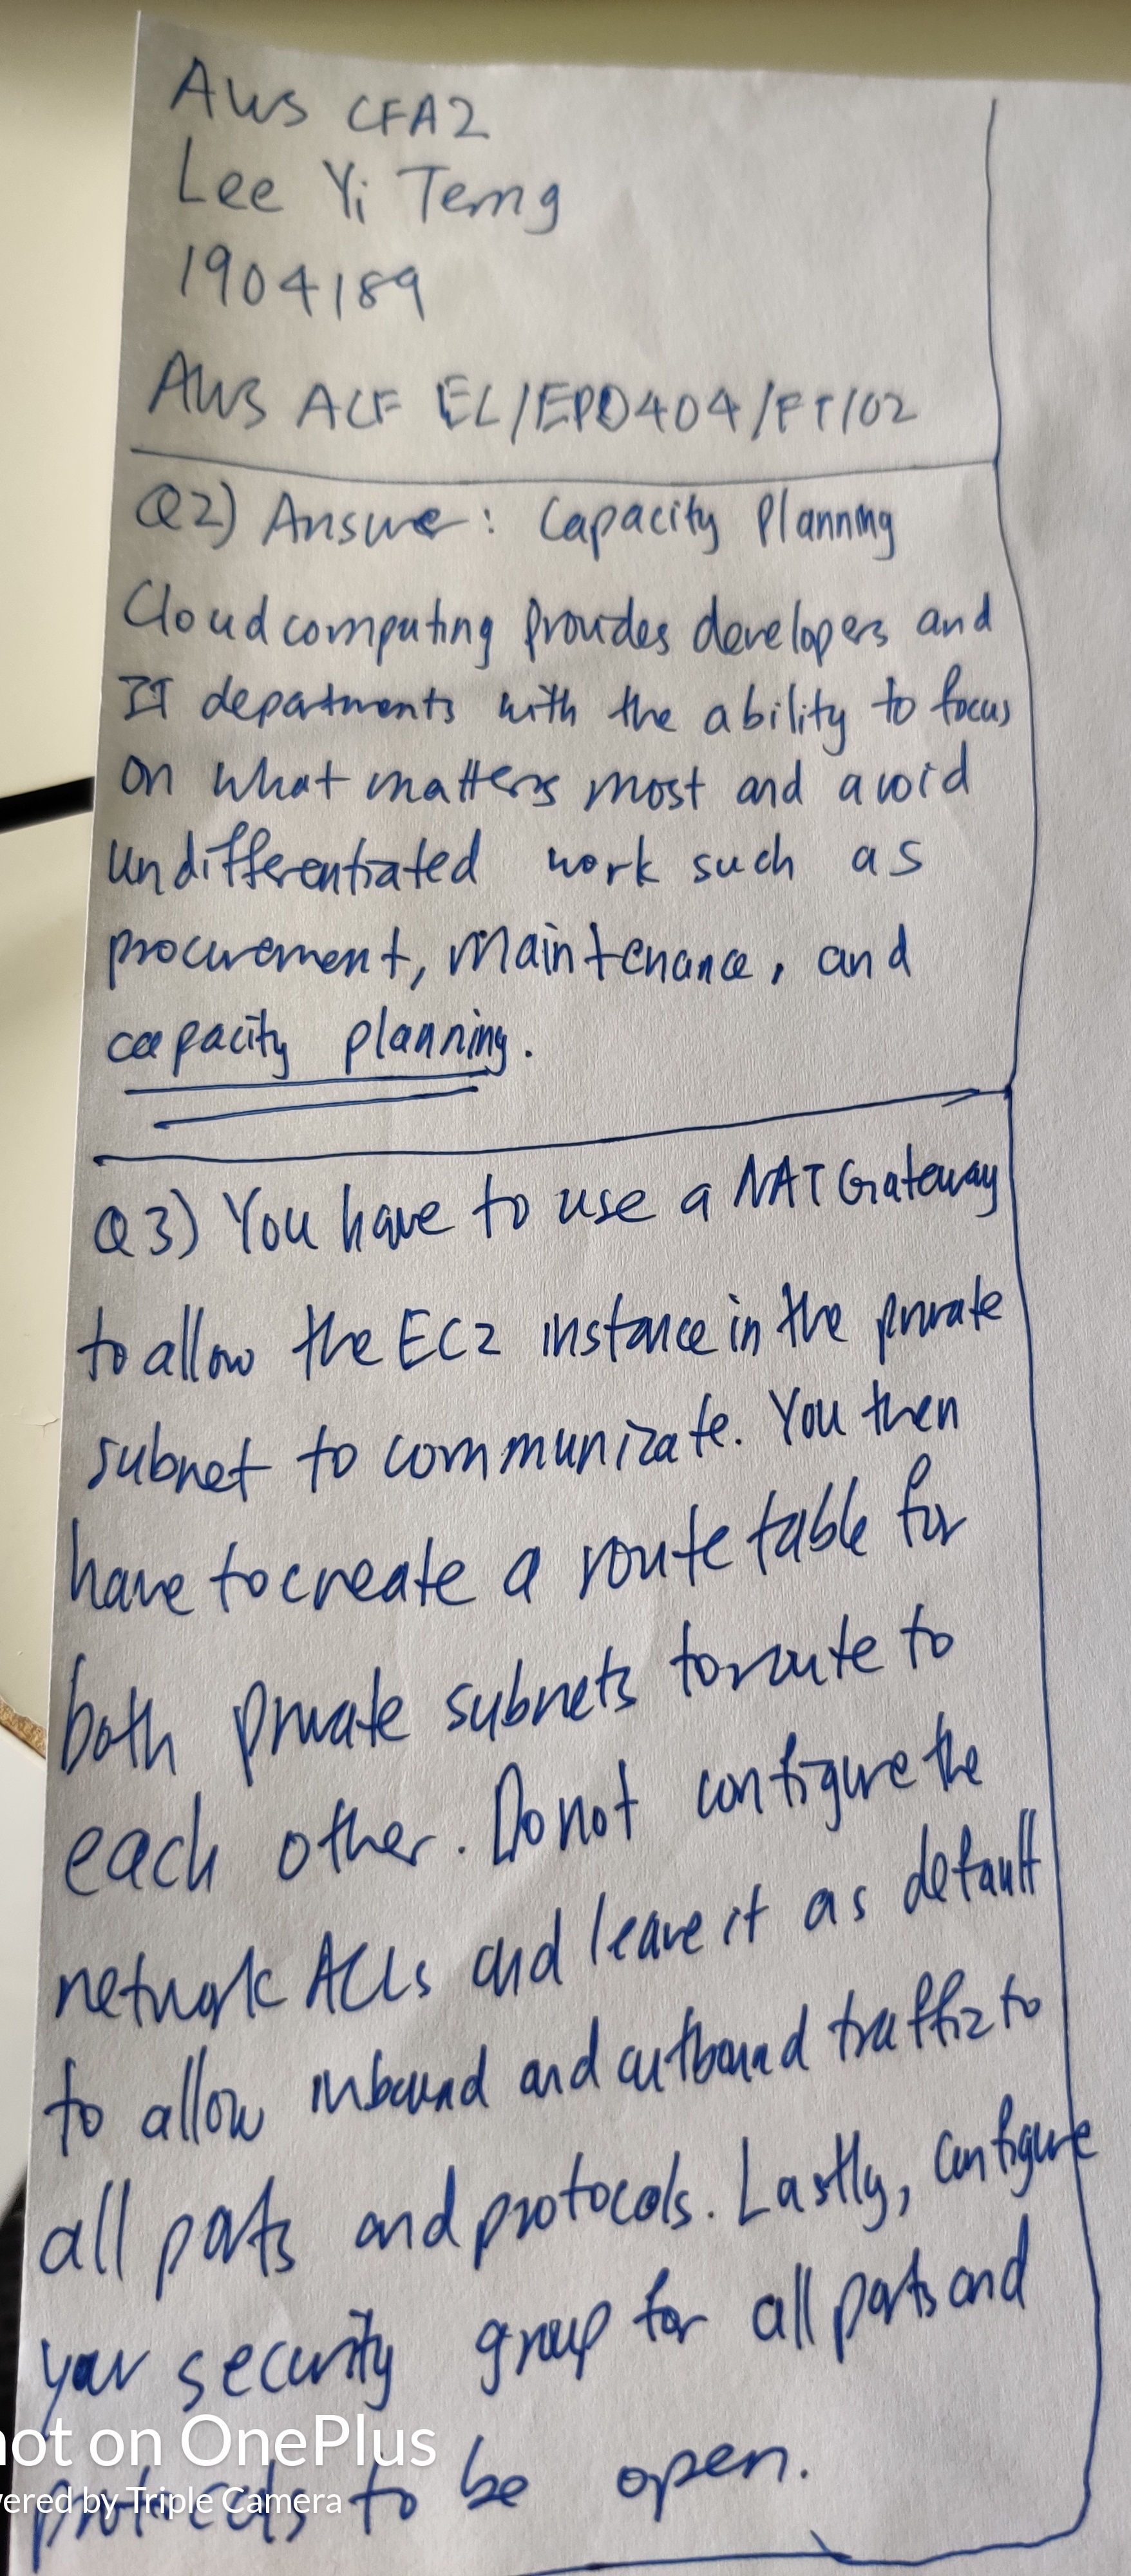 AWS CFA2
Lee Yi Terng
1904189
AWS ACF EL/EPD404/FT/02
Q2) Answer: Capacity Planning
Cloud computing provides developers and
IT departments with the ability to focus
on what matters most and avoid
undifferentiated work such as
procurement, Maintenance, and
capacity planning.
Q3) You have to use a NAT Gateway
to allow the EC2 instance in the private
subnet to communicate. You then
have to create a route table for
both private subnets to route to
each other. Do not configure the
network ACLs and leave it as default
to allow inbound and outbound traffic to
all ports and protocols. Lastly, configure
your security group for all ports and
protocols to be open.
hot on OnePlus
wered by Triple Camera